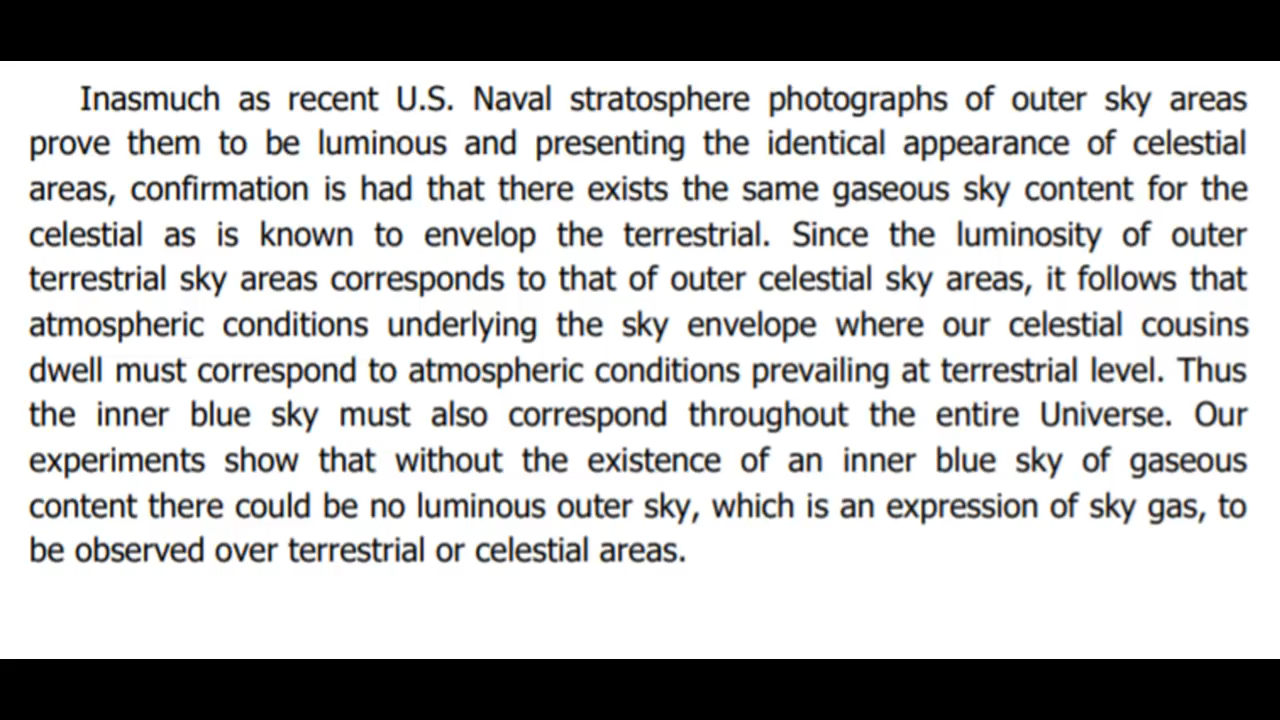 Inasmuch as recent U.S. Naval stratosphere photographs of outer sky areas
prove them to be luminous and presenting the identical appearance of celestial
areas, confirmation is had that there exists the same gaseous sky content for the
celestial as is known to envelop the terrestrial. Since the luminosity of outer
terrestrial sky areas corresponds to that of outer celestial sky areas, it follows that
atmospheric conditions underlying the sky envelope where our celestial cousins
dwell must correspond to atmospheric conditions prevailing at terrestrial level. Thus
the inner blue sky must also correspond throughout the entire Universe. Our
experiments show that without the existence of an inner blue sky of gaseous
content there could be no luminous outer sky, which is an expression of sky gas, to
be observed over terrestrial or celestial areas.